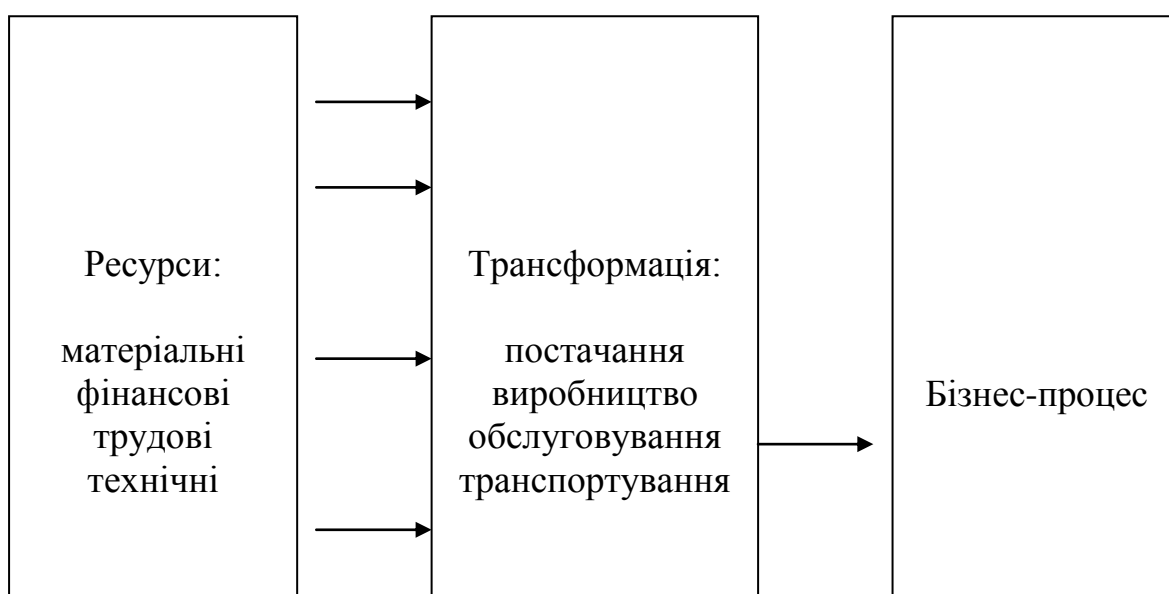 Ресурси:
матеріальні
фінансові
трудові
технічні
Трансформація:
постачання
виробництво
обслуговування
транспортування
Бізнес-процес